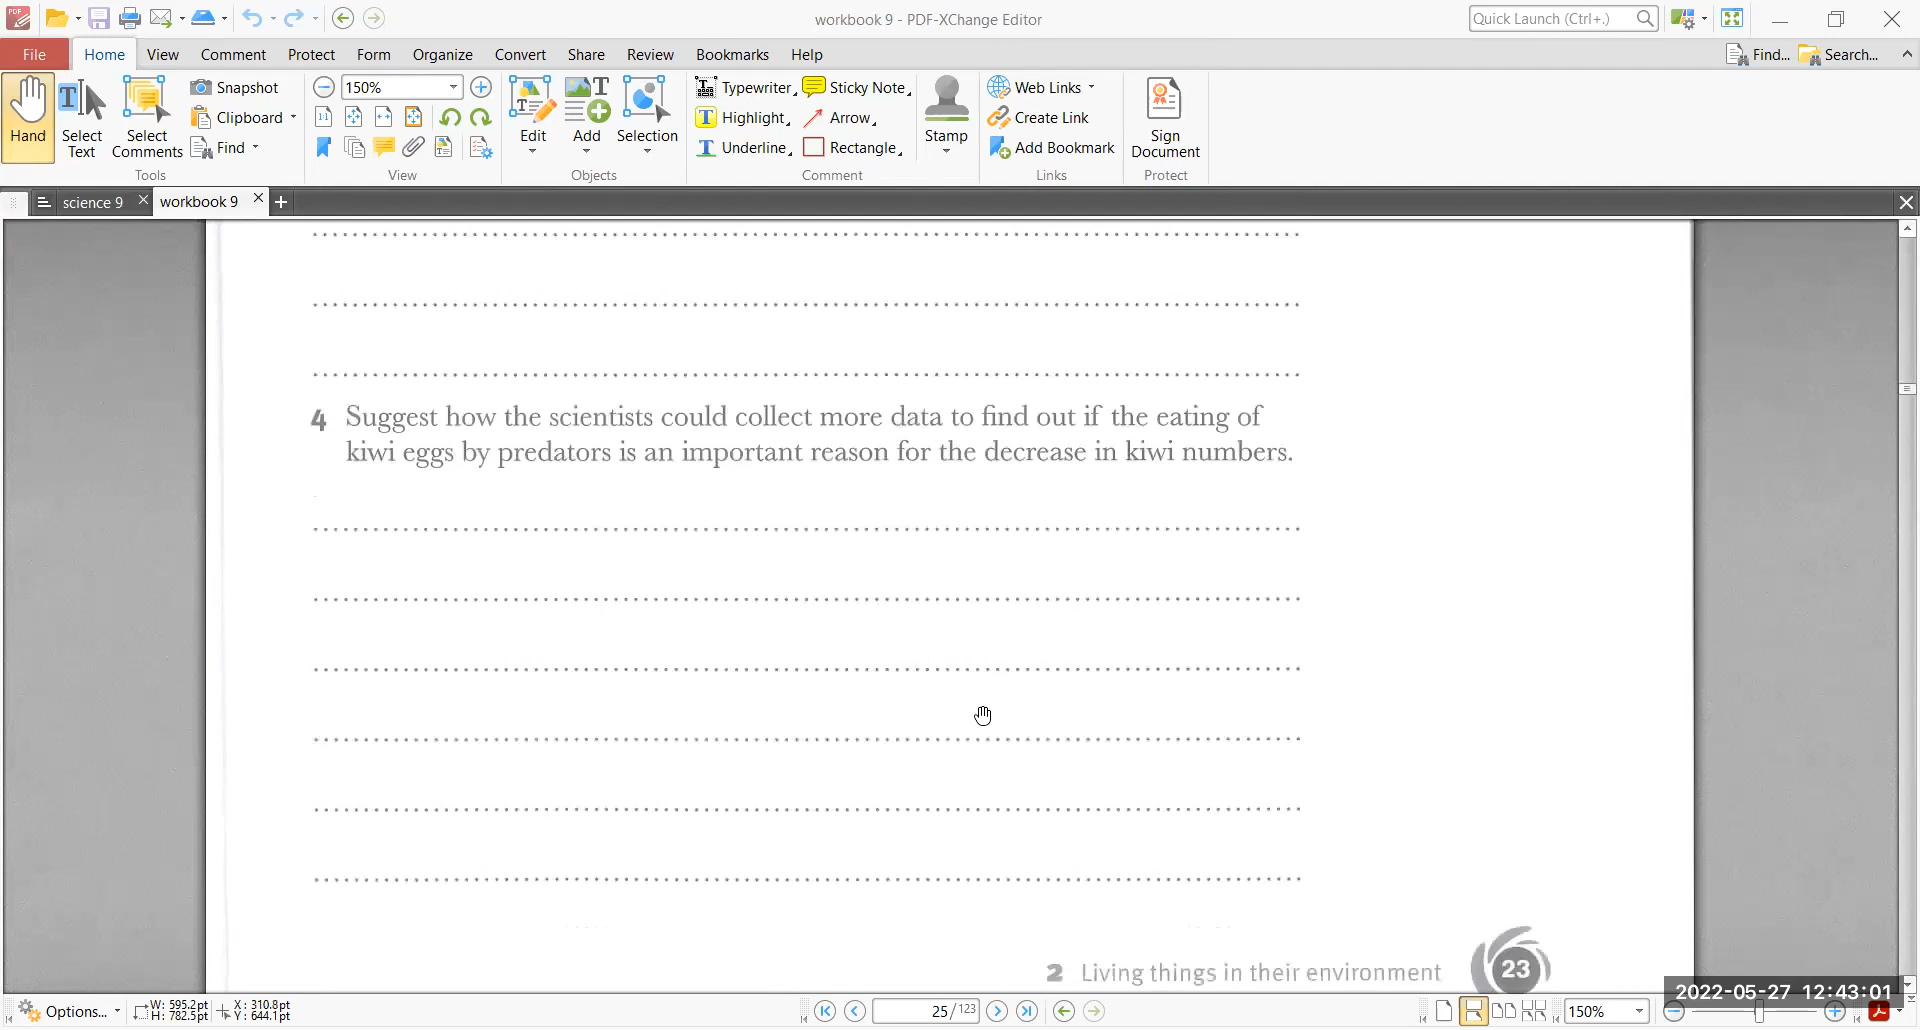 workbook 9 - PDF-XChange Editor
Quick Launch (Ctrl+.)
File Home View Comment Protect Form Organize Convert Share Review Bookmarks Help
Find... Search...
Hand
Select Text
Select Comments
Snapshot
Clipboard
Find
Tools
150%
View
Edit
Add
Selection
Objects
Typewriter
Sticky Note
Highlight
Arrow
Underline
Rectangle
Stamp
Comment
Web Links
Create Link
Add Bookmark
Links
Sign Document
Protect
science 9 workbook 9
4 Suggest how the scientists could collect more data to find out if the eating of
kiwi eggs by predators is an important reason for the decrease in kiwi numbers.
2 Living things in their environment 23
2022-05-27 12:43:01
Options...
W: 595.2pt
H: 782.5pt
X: 310.8pt
Y: 644.1pt
25/123
150%